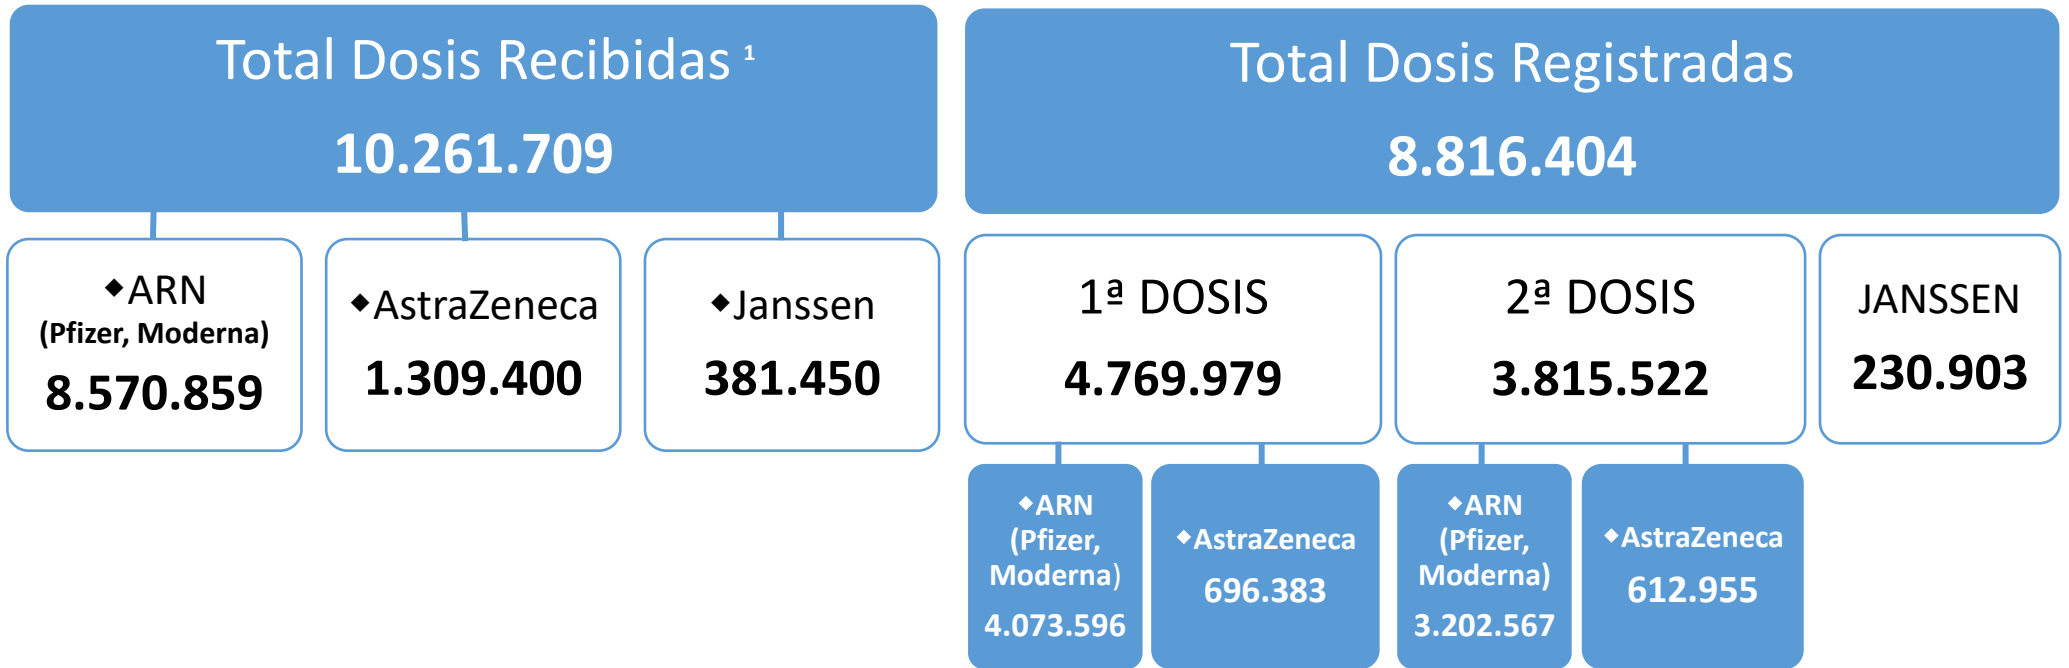 Total Dosis Recibidas ¹
10.261.709
◆ARN
(Pfizer, Moderna)
8.570.859
◆AstraZeneca
1.309.400
◆Janssen
381.450
Total Dosis Registradas
8.816.404
1ª DOSIS
4.769.979
2ª DOSIS
3.815.522
JANSSEN
230.903
◆ARN
(Pfizer,
Moderna)
4.073.596
◆AstraZeneca
696.383
◆ARN
(Pfizer,
Moderna)
3.202.567
◆AstraZeneca
612.955